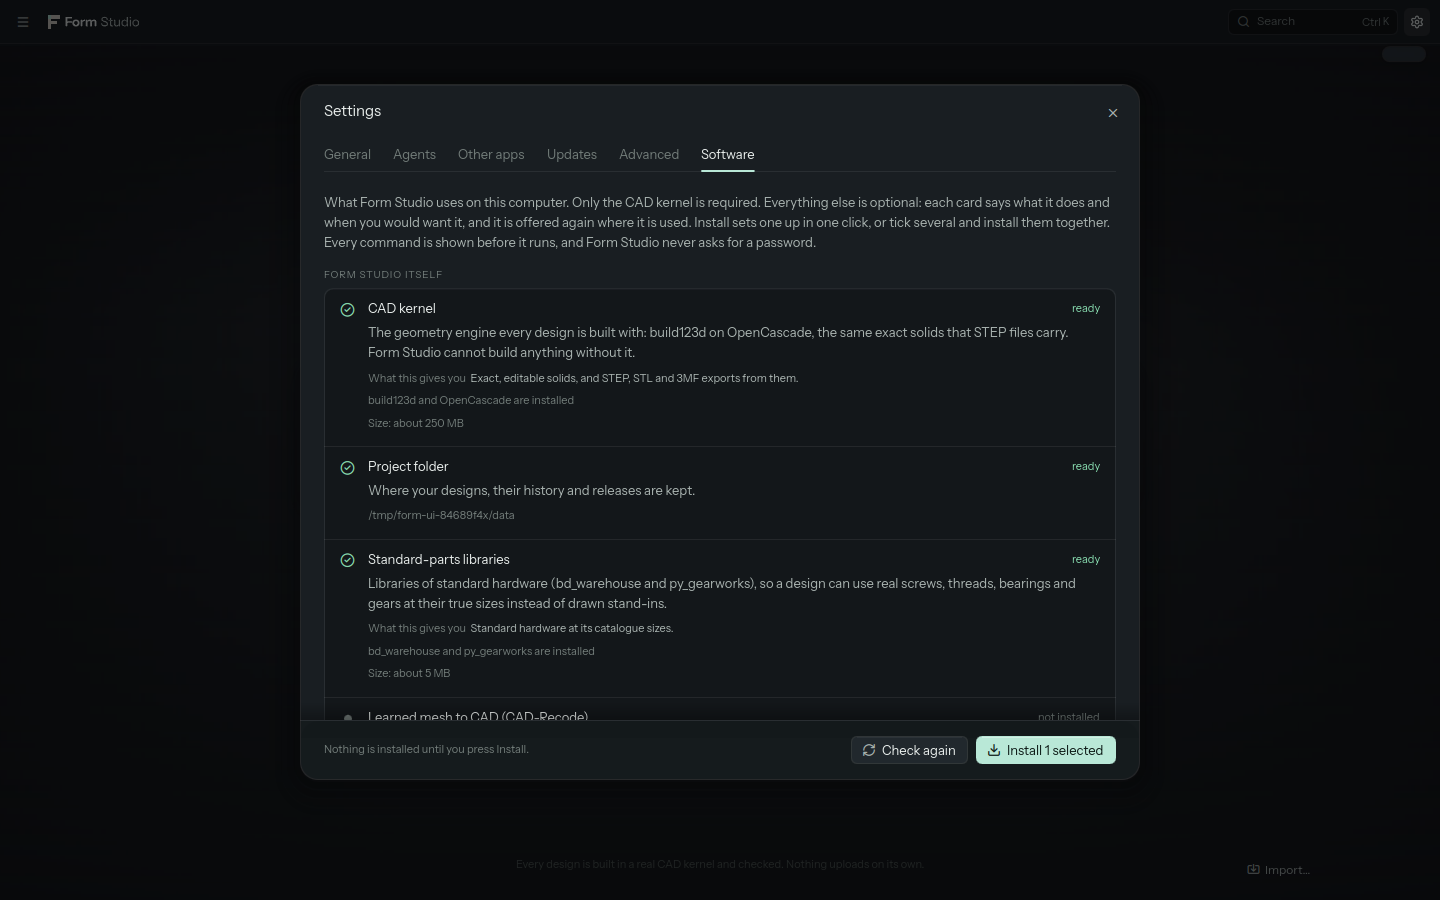 Form Studio
Search
Ctrl K
Settings
General
Agents
Other apps
Updates
Advanced
Software
What Form Studio uses on this computer. Only the CAD kernel is required. Everything else is optional: each card says what it does and
when you would want it, and it is offered again where it is used. Install sets one up in one click, or tick several and install them together.
Every command is shown before it runs, and Form Studio never asks for a password.
FORM STUDIO ITSELF
CAD kernel
ready
The geometry engine every design is built with: build123d on OpenCascade, the same exact solids that STEP files carry.
Form Studio cannot build anything without it.
What this gives you Exact, editable solids, and STEP, STL and 3MF exports from them.
build123d and OpenCascade are installed
Size: about 250 MB
Project folder
ready
Where your designs, their history and releases are kept.
/tmp/form-ui-84689f4x/data
Standard-parts libraries
ready
Libraries of standard hardware (bd_warehouse and py_gearworks), so a design can use real screws, threads, bearings and
gears at their true sizes instead of drawn stand-ins.
What this gives you Standard hardware at its catalogue sizes.
bd_warehouse and py_gearworks are installed
Size: about 5 MB
Learned mesh to CAD (CAD-Recode)
not installed
Nothing is installed until you press Install.
Check again
Install 1 selected
Every design is built in a real CAD kernel and checked. Nothing uploads on its own.
Import...